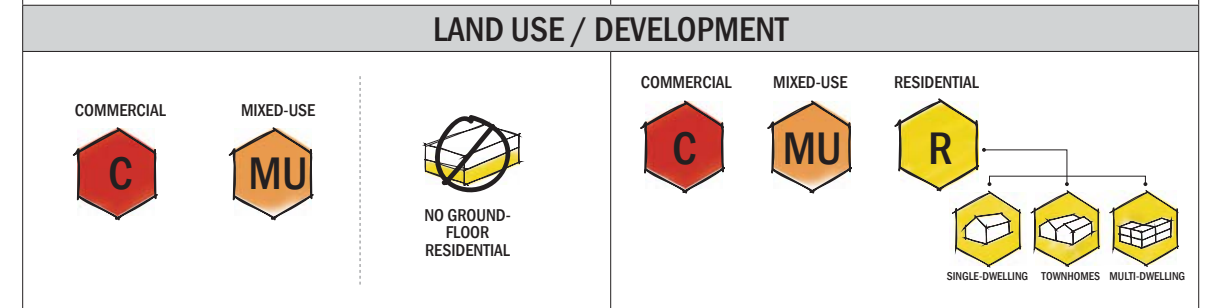 LAND USE / DEVELOPMENT
COMMERCIAL
MIXED-USE
C
MU
NO GROUND-
FLOOR
RESIDENTIAL
COMMERCIAL
MIXED-USE
RESIDENTIAL
C
MU
R
SINGLE-DWELLING
TOWNHOMES
MULTI-DWELLING